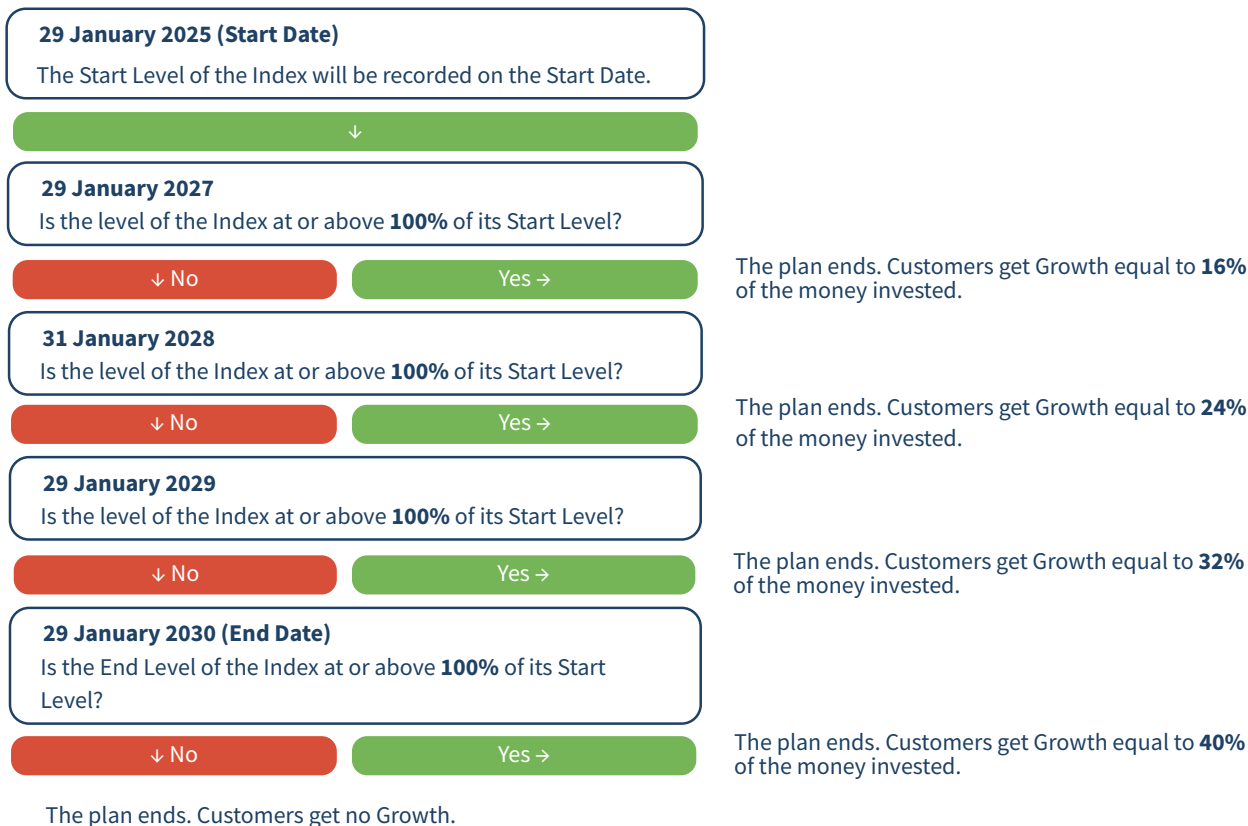 29 January 2025 (Start Date)
The Start Level of the Index will be recorded on the Start Date.
↓
29 January 2027
Is the level of the Index at or above 100% of its Start Level?
↓ No
Yes →
The plan ends. Customers get Growth equal to 16%
of the money invested.
31 January 2028
Is the level of the Index at or above 100% of its Start Level?
↓ No
Yes →
The plan ends. Customers get Growth equal to 24%
of the money invested.
29 January 2029
Is the level of the Index at or above 100% of its Start Level?
↓ No
Yes →
The plan ends. Customers get Growth equal to 32%
of the money invested.
29 January 2030 (End Date)
Is the End Level of the Index at or above 100% of its Start
Level?
↓ No
Yes →
The plan ends. Customers get Growth equal to 40%
of the money invested.
The plan ends. Customers get no Growth.